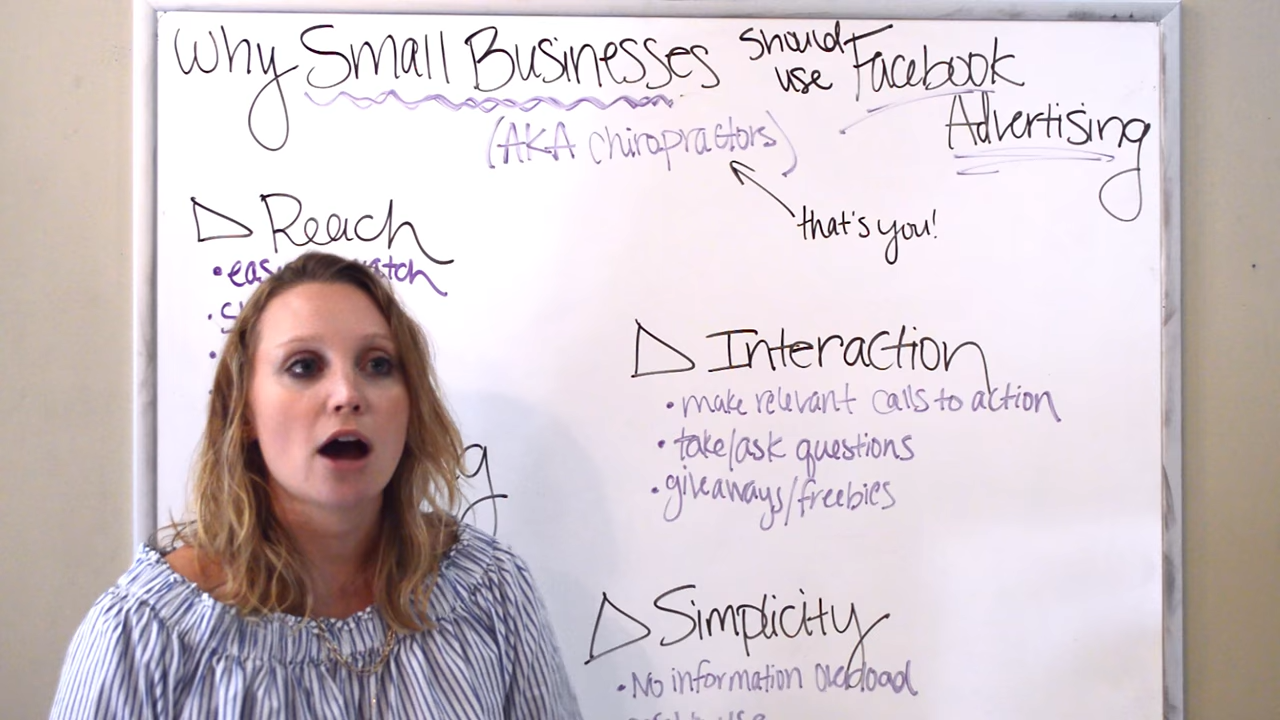 Why Small Businesses should use Facebook Advertising
(AKA chiropractors)
that's you!
Reach
Interaction
• make relevant calls to action
• take/ask questions
• giveaways/freebies
Simplicity
• No information overload